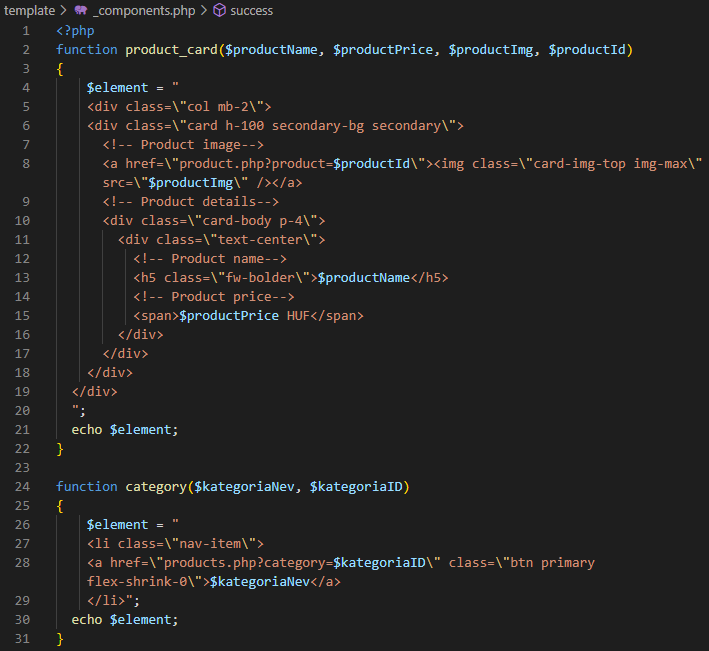 template > _components.php > success
1 <?php
2 function product_card($productName, $productPrice, $productImg, $productId)
3 {
4     $element = "
5     <div class=\"col mb-2\">
6     <div class=\"card h-100 secondary-bg secondary\">
7       <!-- Product image-->
8       <a href=\"product.php?product=$productId\"><img class=\"card-img-top img-max\"
      src=\"$productImg\" /></a>
9       <!-- Product details-->
10       <div class=\"card-body p-4\">
11         <div class=\"text-center\">
12           <!-- Product name-->
13           <h5 class=\"fw-bolder\">$productName</h5>
14           <!-- Product price-->
15           <span>$productPrice HUF</span>
16         </div>
17       </div>
18     </div>
19   </div>
20   ";
21   echo $element;
22 }
23
24 function category($kategoriaNev, $kategoriaID)
25 {
26     $element = "
27     <li class=\"nav-item\">
28     <a href=\"products.php?category=$kategoriaID\" class=\"btn primary
    flex-shrink-0\">$kategoriaNev</a>
29     </li>";
30   echo $element;
31 }